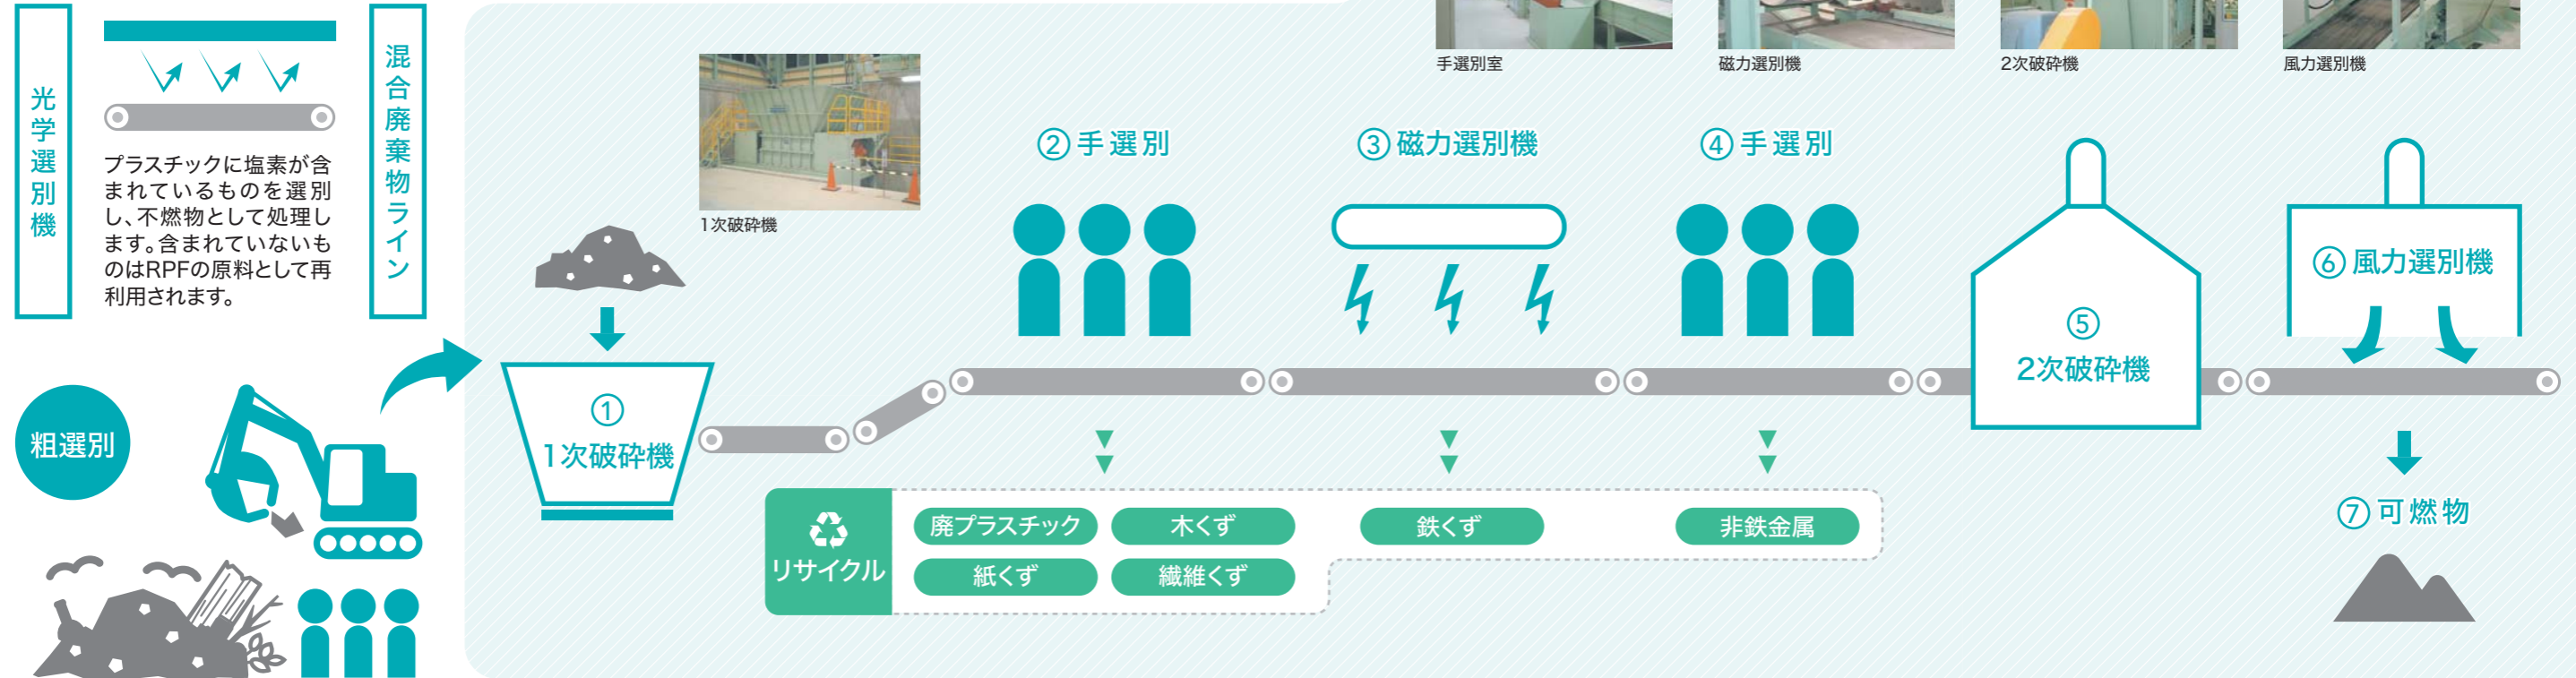 光学選別機
プラスチックに塩素が含
まれているものを選別
し、不燃物として処理し
ます。含まれていないも
のはRPFの原料として再
利用されます。
混合廃棄物ライン
粗選別
1次破砕機
手選別室
磁力選別機
2次破砕機
風力選別機
①
1次破砕機
②手選別
③磁力選別機
④手選別
⑤
2次破砕機
⑥風力選別機
⑦可燃物
リサイクル
廃プラスチック
木くず
紙くず
繊維くず
鉄くず
非鉄金属